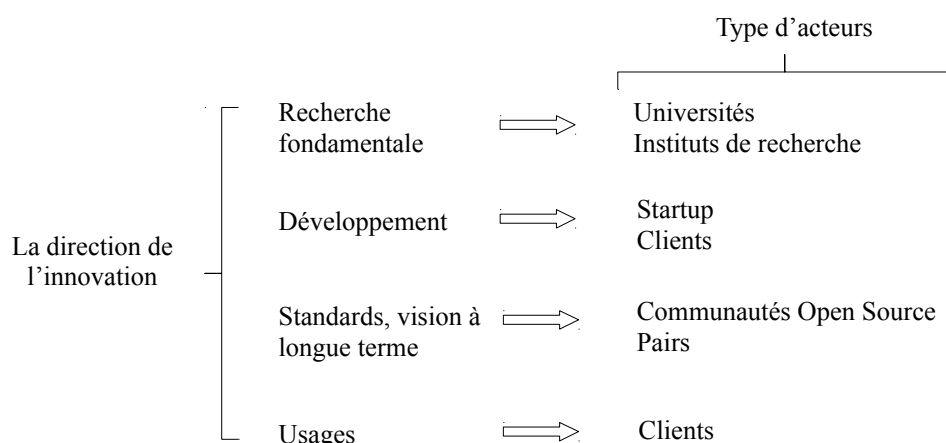 Type d’acteurs
Recherche
fondamentale
Universités
Instituts de recherche
Développement
Startup
Clients
La direction de
l’innovation
Standards, vision à
longue terme
Communautés Open Source
Pairs
Usages
Clients